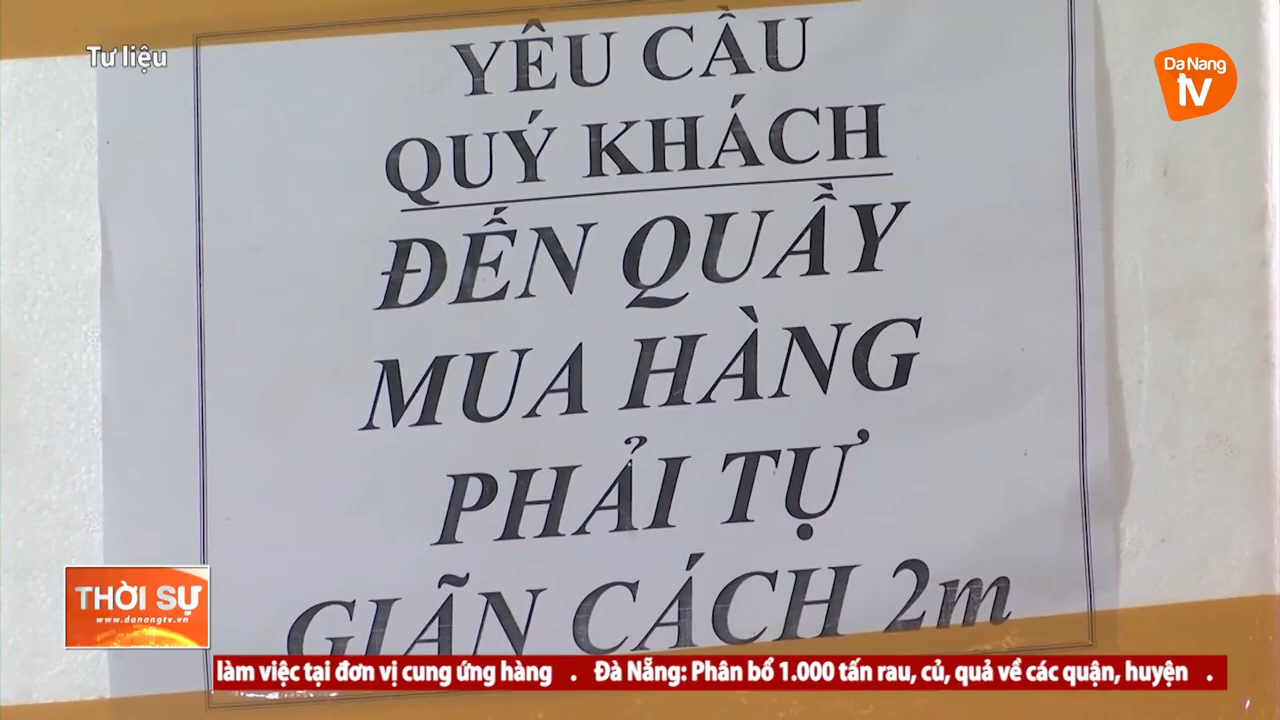 Tư liệu
Da Nang
tv
YÊU CẦU
QUÝ KHÁCH
ĐẾN QUẦY
MUA HÀNG
PHẢI TỰ
GIÃN CÁCH 2m
THỜI SỰ
www.danangtv.vn
làm việc tại đơn vị cung ứng hàng . Đà Nẵng: Phân bổ 1.000 tấn rau, củ, quả về các quận, huyện .